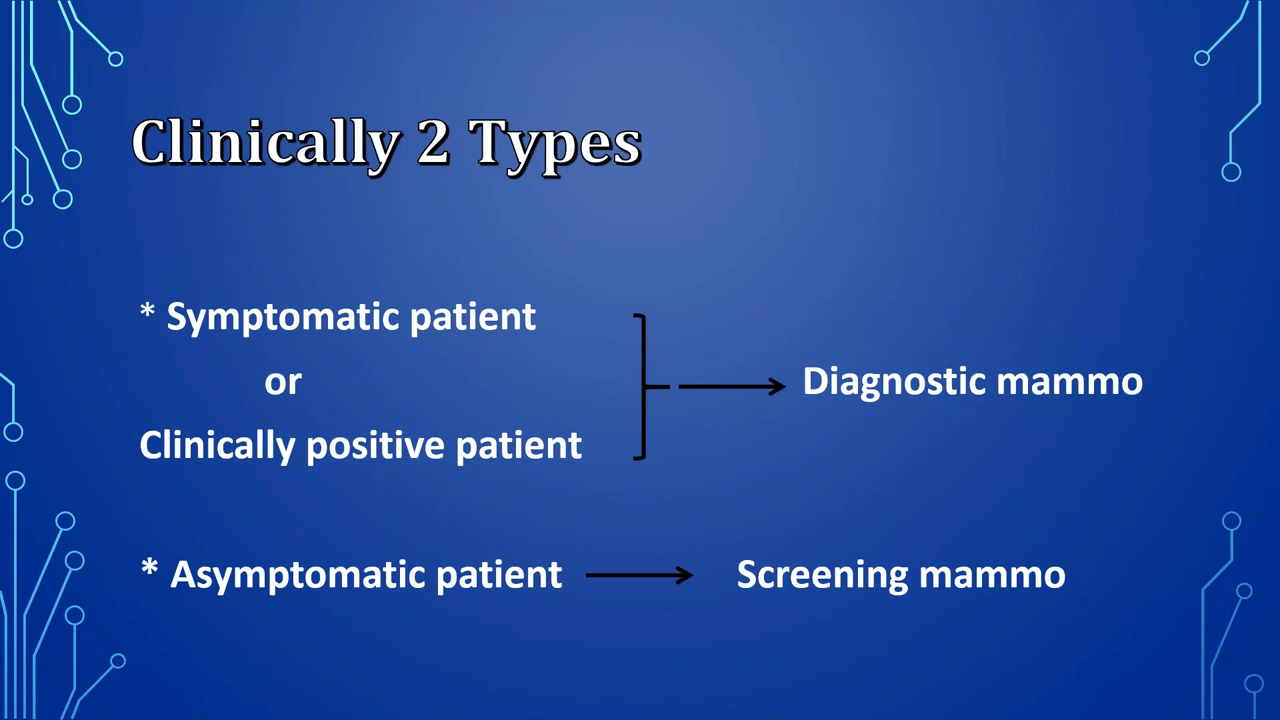 Clinically 2 Types
* Symptomatic patient
or
Diagnostic mammo
Clinically positive patient
* Asymptomatic patient
Screening mammo